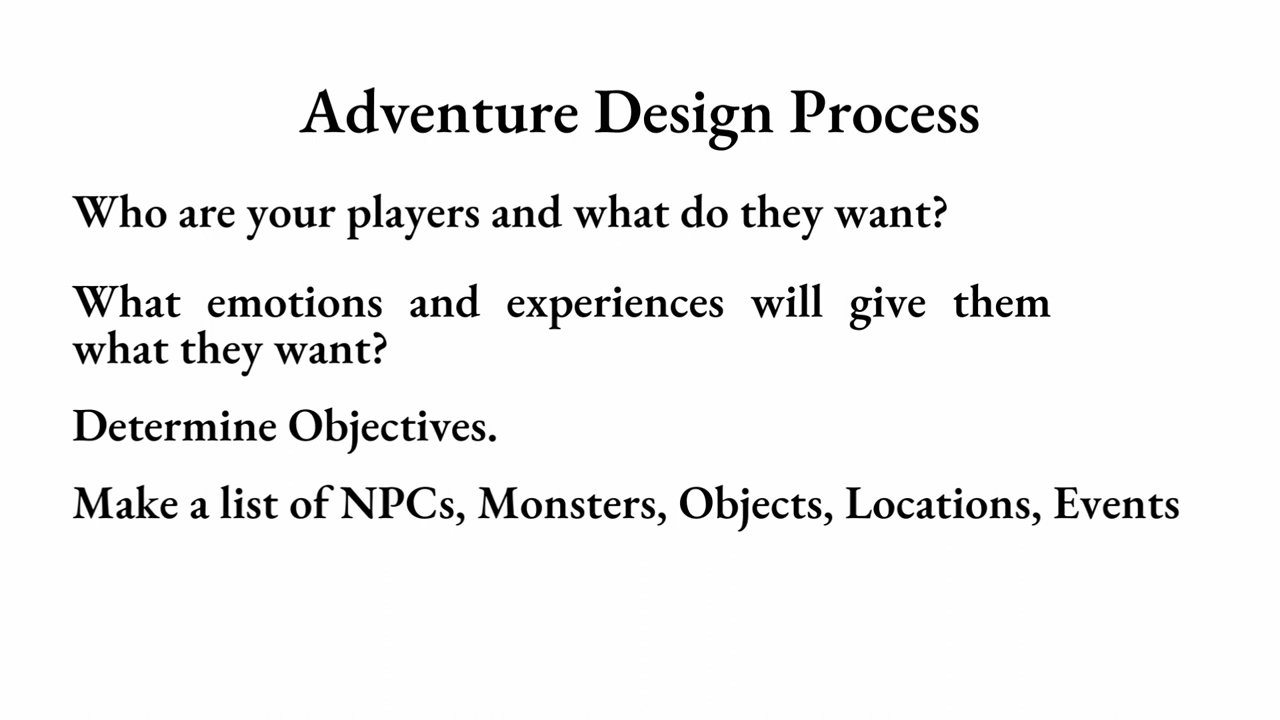 Adventure Design Process
Who are your players and what do they want?
What emotions and experiences will give them
what they want?
Determine Objectives.
Make a list of NPCs, Monsters, Objects, Locations, Events